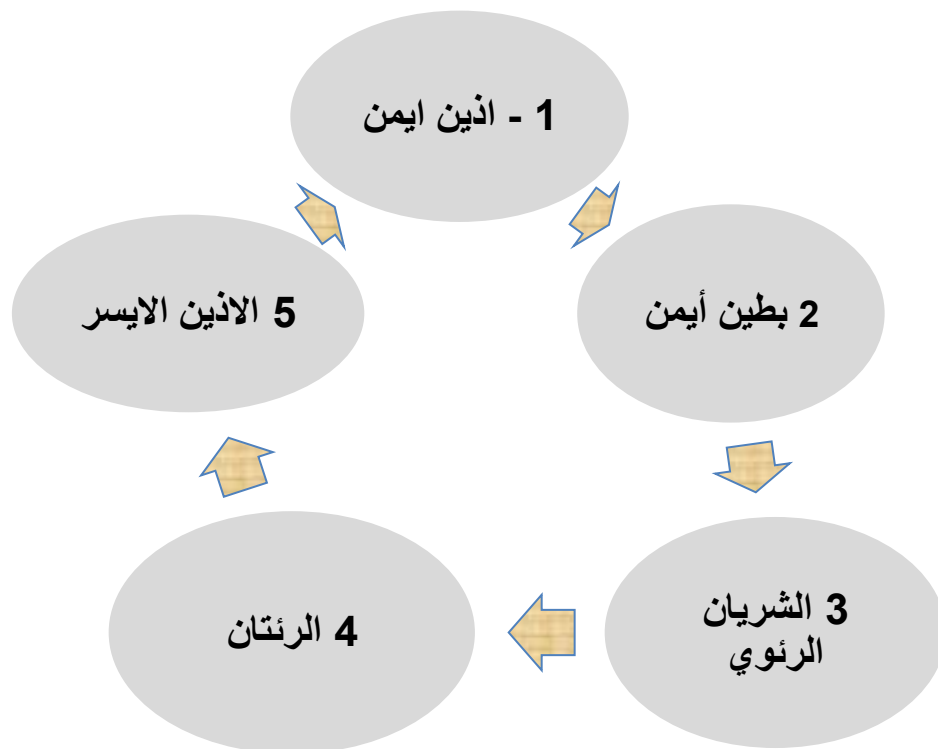 1 - اذين ايمن
2 بطين أيمن
3 الشريان
الرئوي
4 الرئتان
5 الاذين الايسر